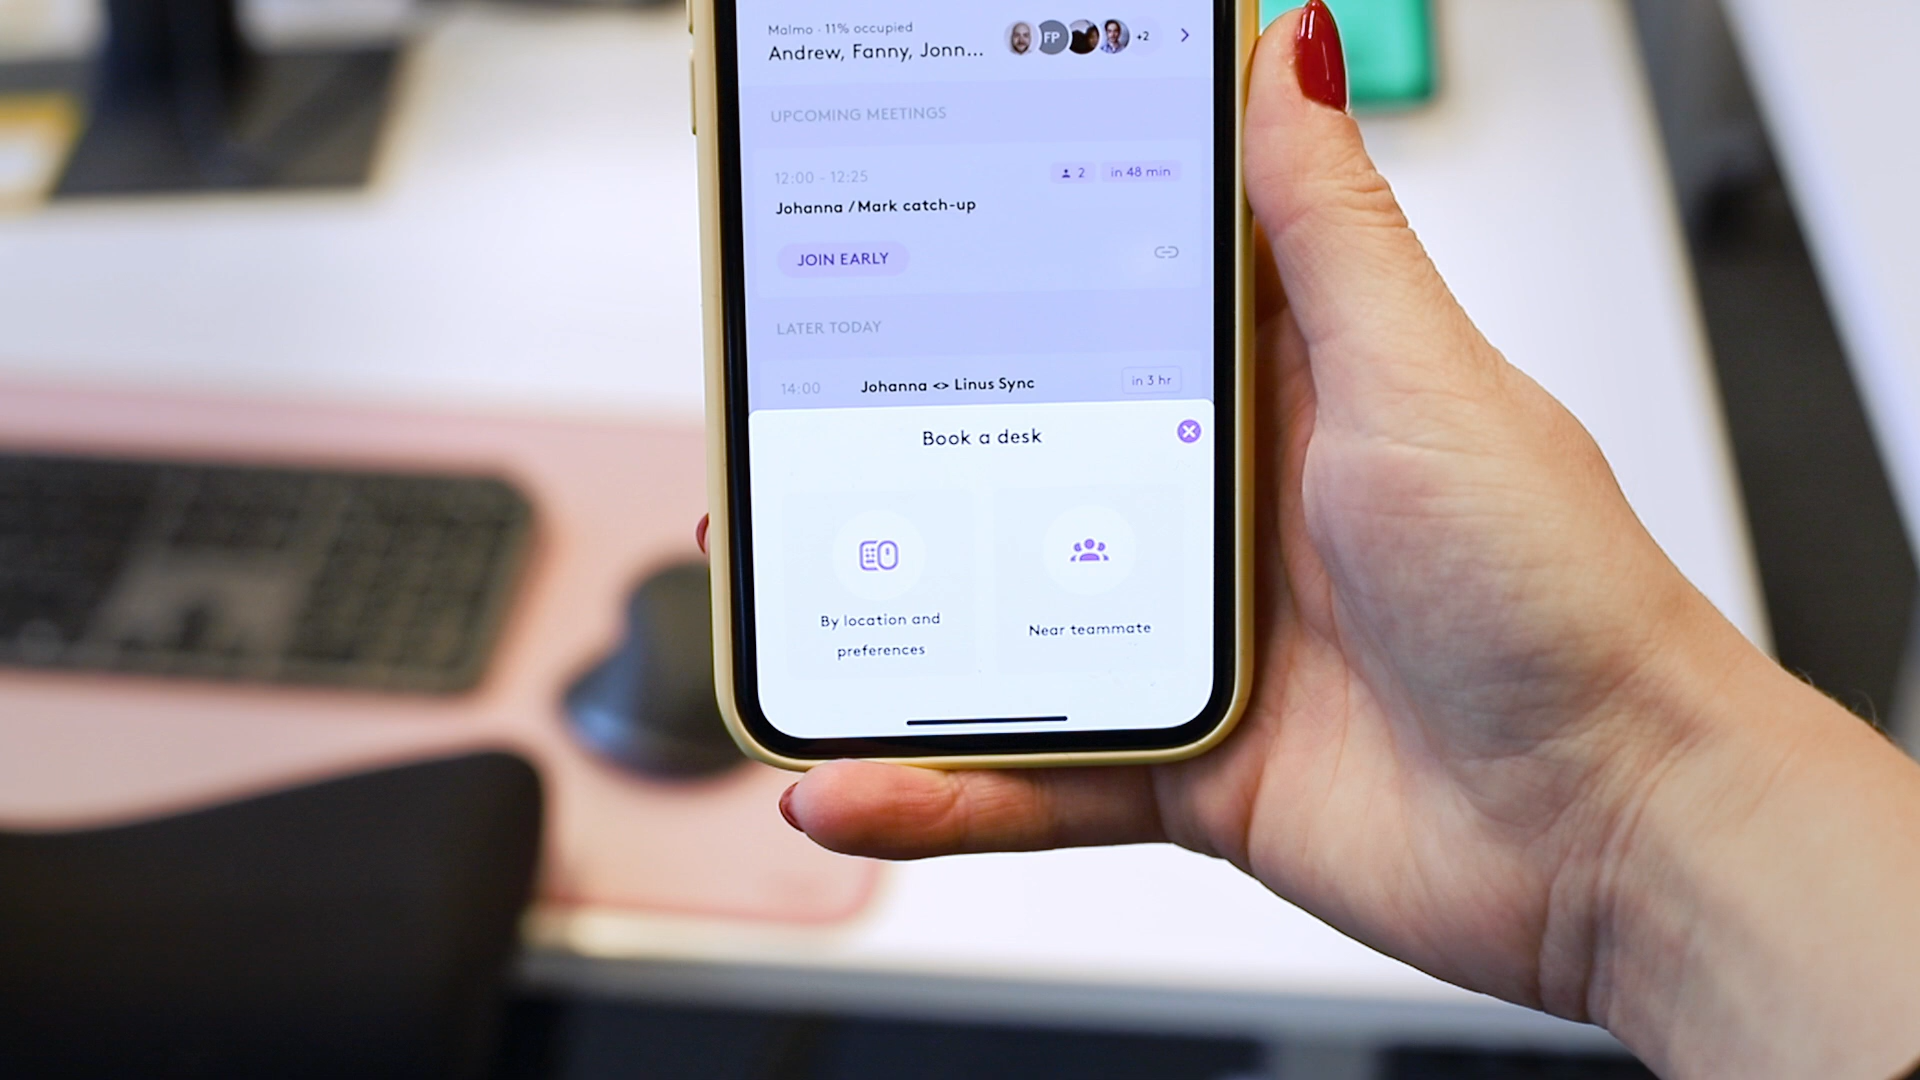 Malmo · 11% occupied
Andrew, Fanny, Jonn...
FP
+2
UPCOMING MEETINGS
12:00 - 12:25
2
in 48 min
Johanna / Mark catch-up
JOIN EARLY
LATER TODAY
14:00
Johanna <> Linus Sync
in 3 hr
Book a desk
By location and
preferences
Near teammate